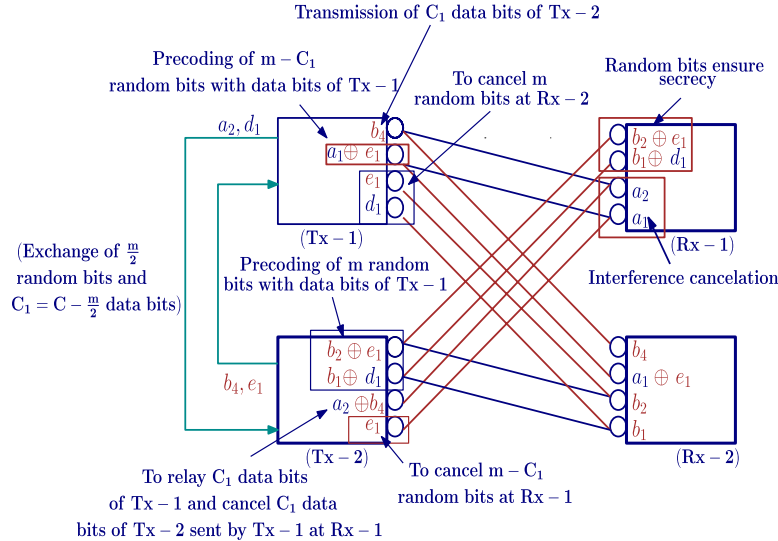 Transmission of C₁ data bits of Tx − 2
Precoding of m − C₁
random bits with data bits of Tx − 1
To cancel m
random bits at Rx − 2
Random bits ensure
secrecy
a₂, d₁
b₄
a₁⊕ e₁
e₁
d₁
(Tx − 1)
b₂ ⊕ e₁
b₁⊕ d₁
a₂
a₁
(Rx − 1)
Interference cancelation
(Exchange of m/2
random bits and
C₁ = C − m/2 data bits)
Precoding of m random
bits with data bits of Tx − 1
b₄, e₁
b₂ ⊕ e₁
b₁⊕ d₁
a₂ ⊕b₄
e₁
(Tx − 2)
b₄
a₁ ⊕ e₁
b₂
b₁
(Rx − 2)
To relay C₁ data bits
of Tx − 1 and cancel C₁ data
bits of Tx − 2 sent by Tx − 1 at Rx − 1
To cancel m − C₁
random bits at Rx − 1